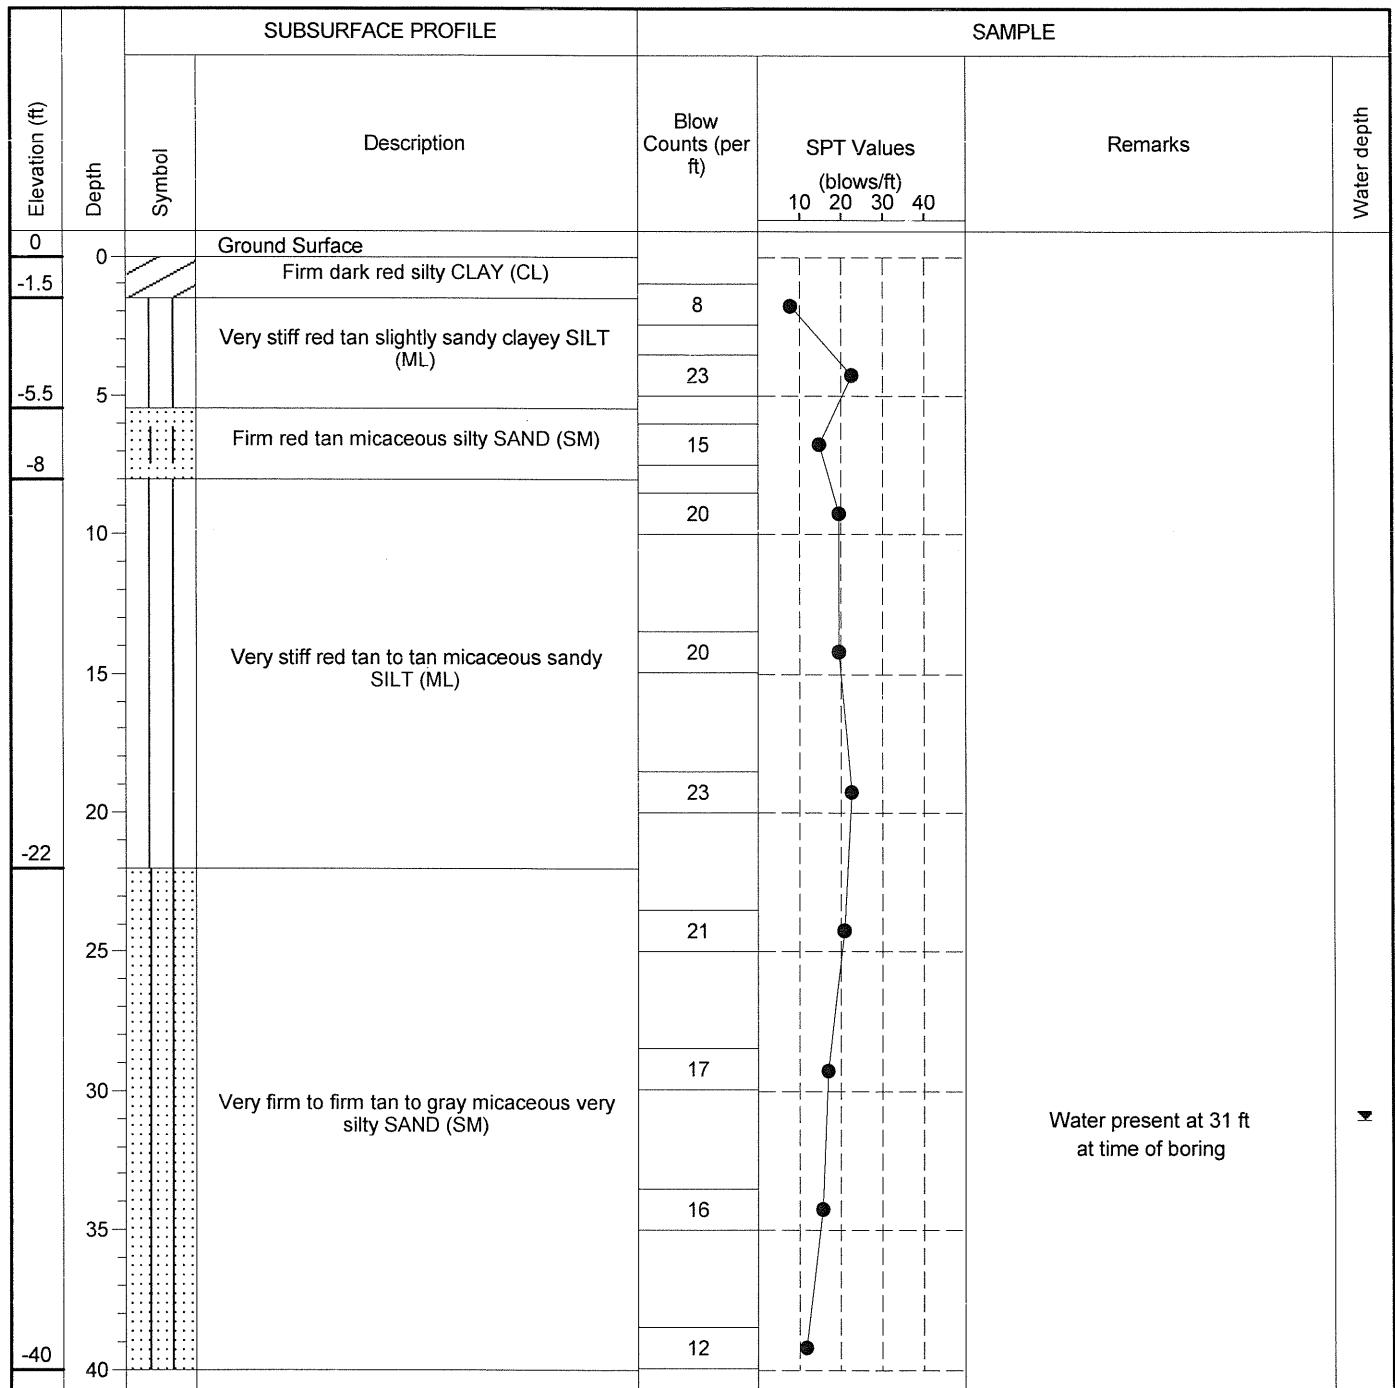 SUBSURFACE PROFILE
SAMPLE
Elevation (ft)
Depth
Symbol
Description
Blow
Counts (per
ft)
SPT Values
(blows/ft)
10 20 30 40
Remarks
Water depth
0
0
Ground Surface
Firm dark red silty CLAY (CL)
-1.5
8
Very stiff red tan slightly sandy clayey SILT
(ML)
23
-5.5
5
Firm red tan micaceous silty SAND (SM)
15
-8
20
10
Very stiff red tan to tan micaceous sandy
SILT (ML)
20
15
23
20
-22
21
25
17
30
Very firm to firm tan to gray micaceous very
silty SAND (SM)
Water present at 31 ft
at time of boring
16
35
12
-40
40